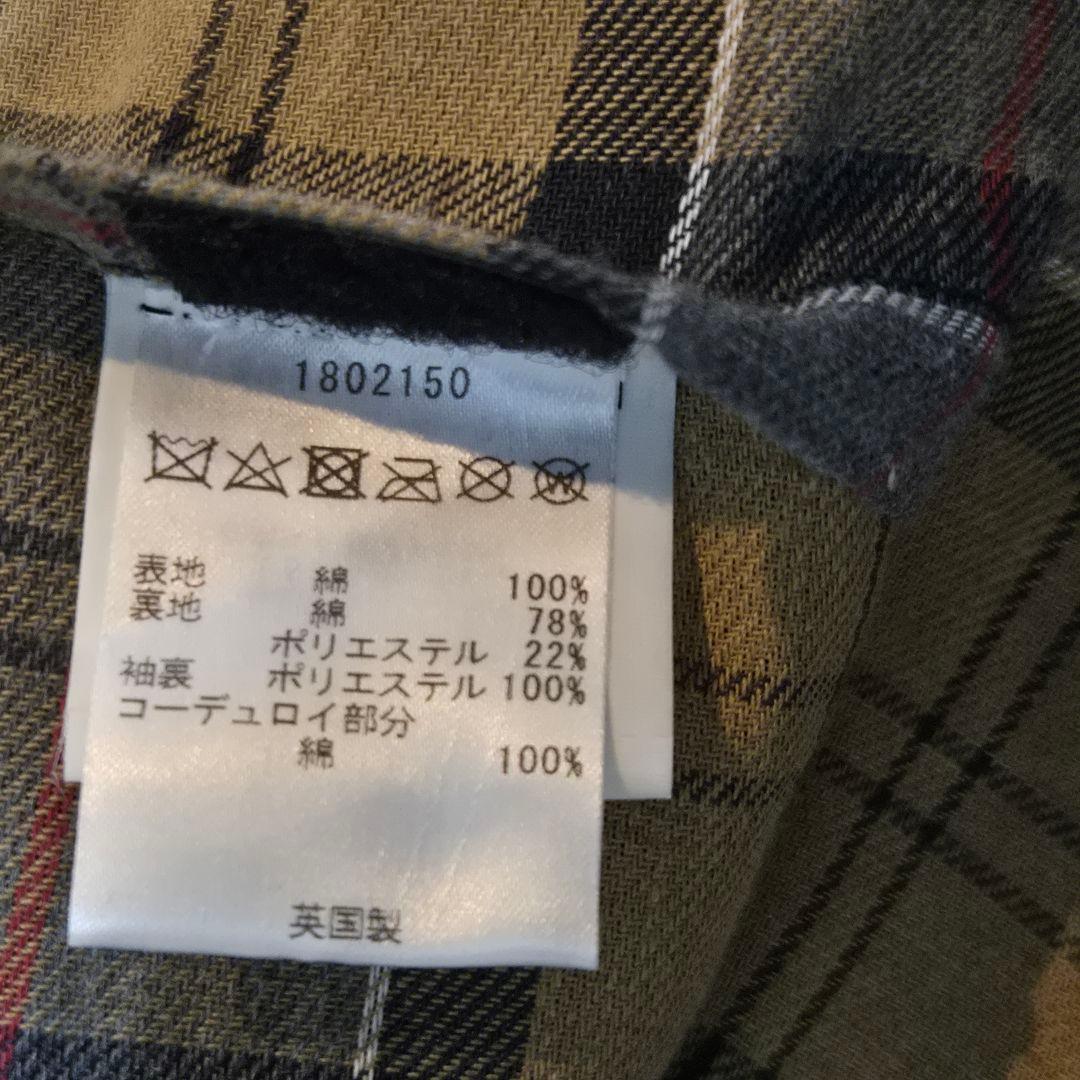 1802150
表地 綿 100%
裏地 綿 78%
ポリエステル 22%
袖裏 ポリエステル 100%
コーデュロイ部分
綿 100%
英国製